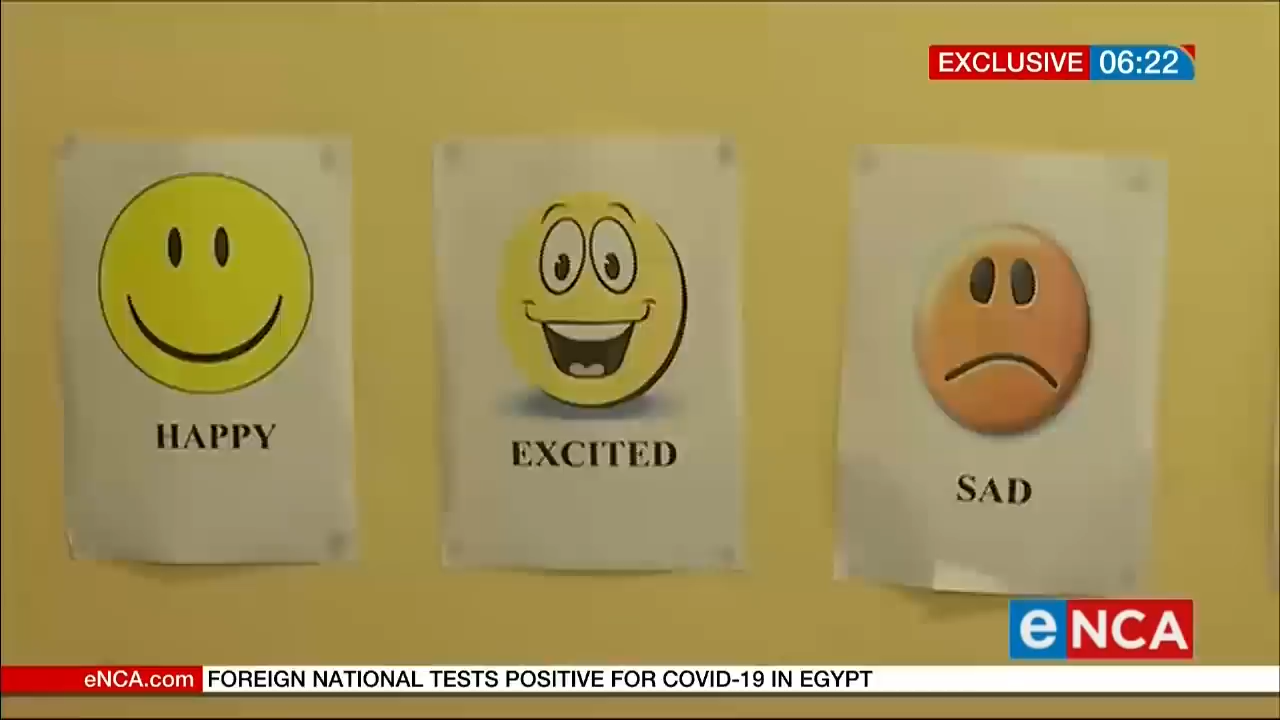 EXCLUSIVE 06:22
HAPPY
EXCITED
SAD
eNCA
eNCA.com FOREIGN NATIONAL TESTS POSITIVE FOR COVID-19 IN EGYPT